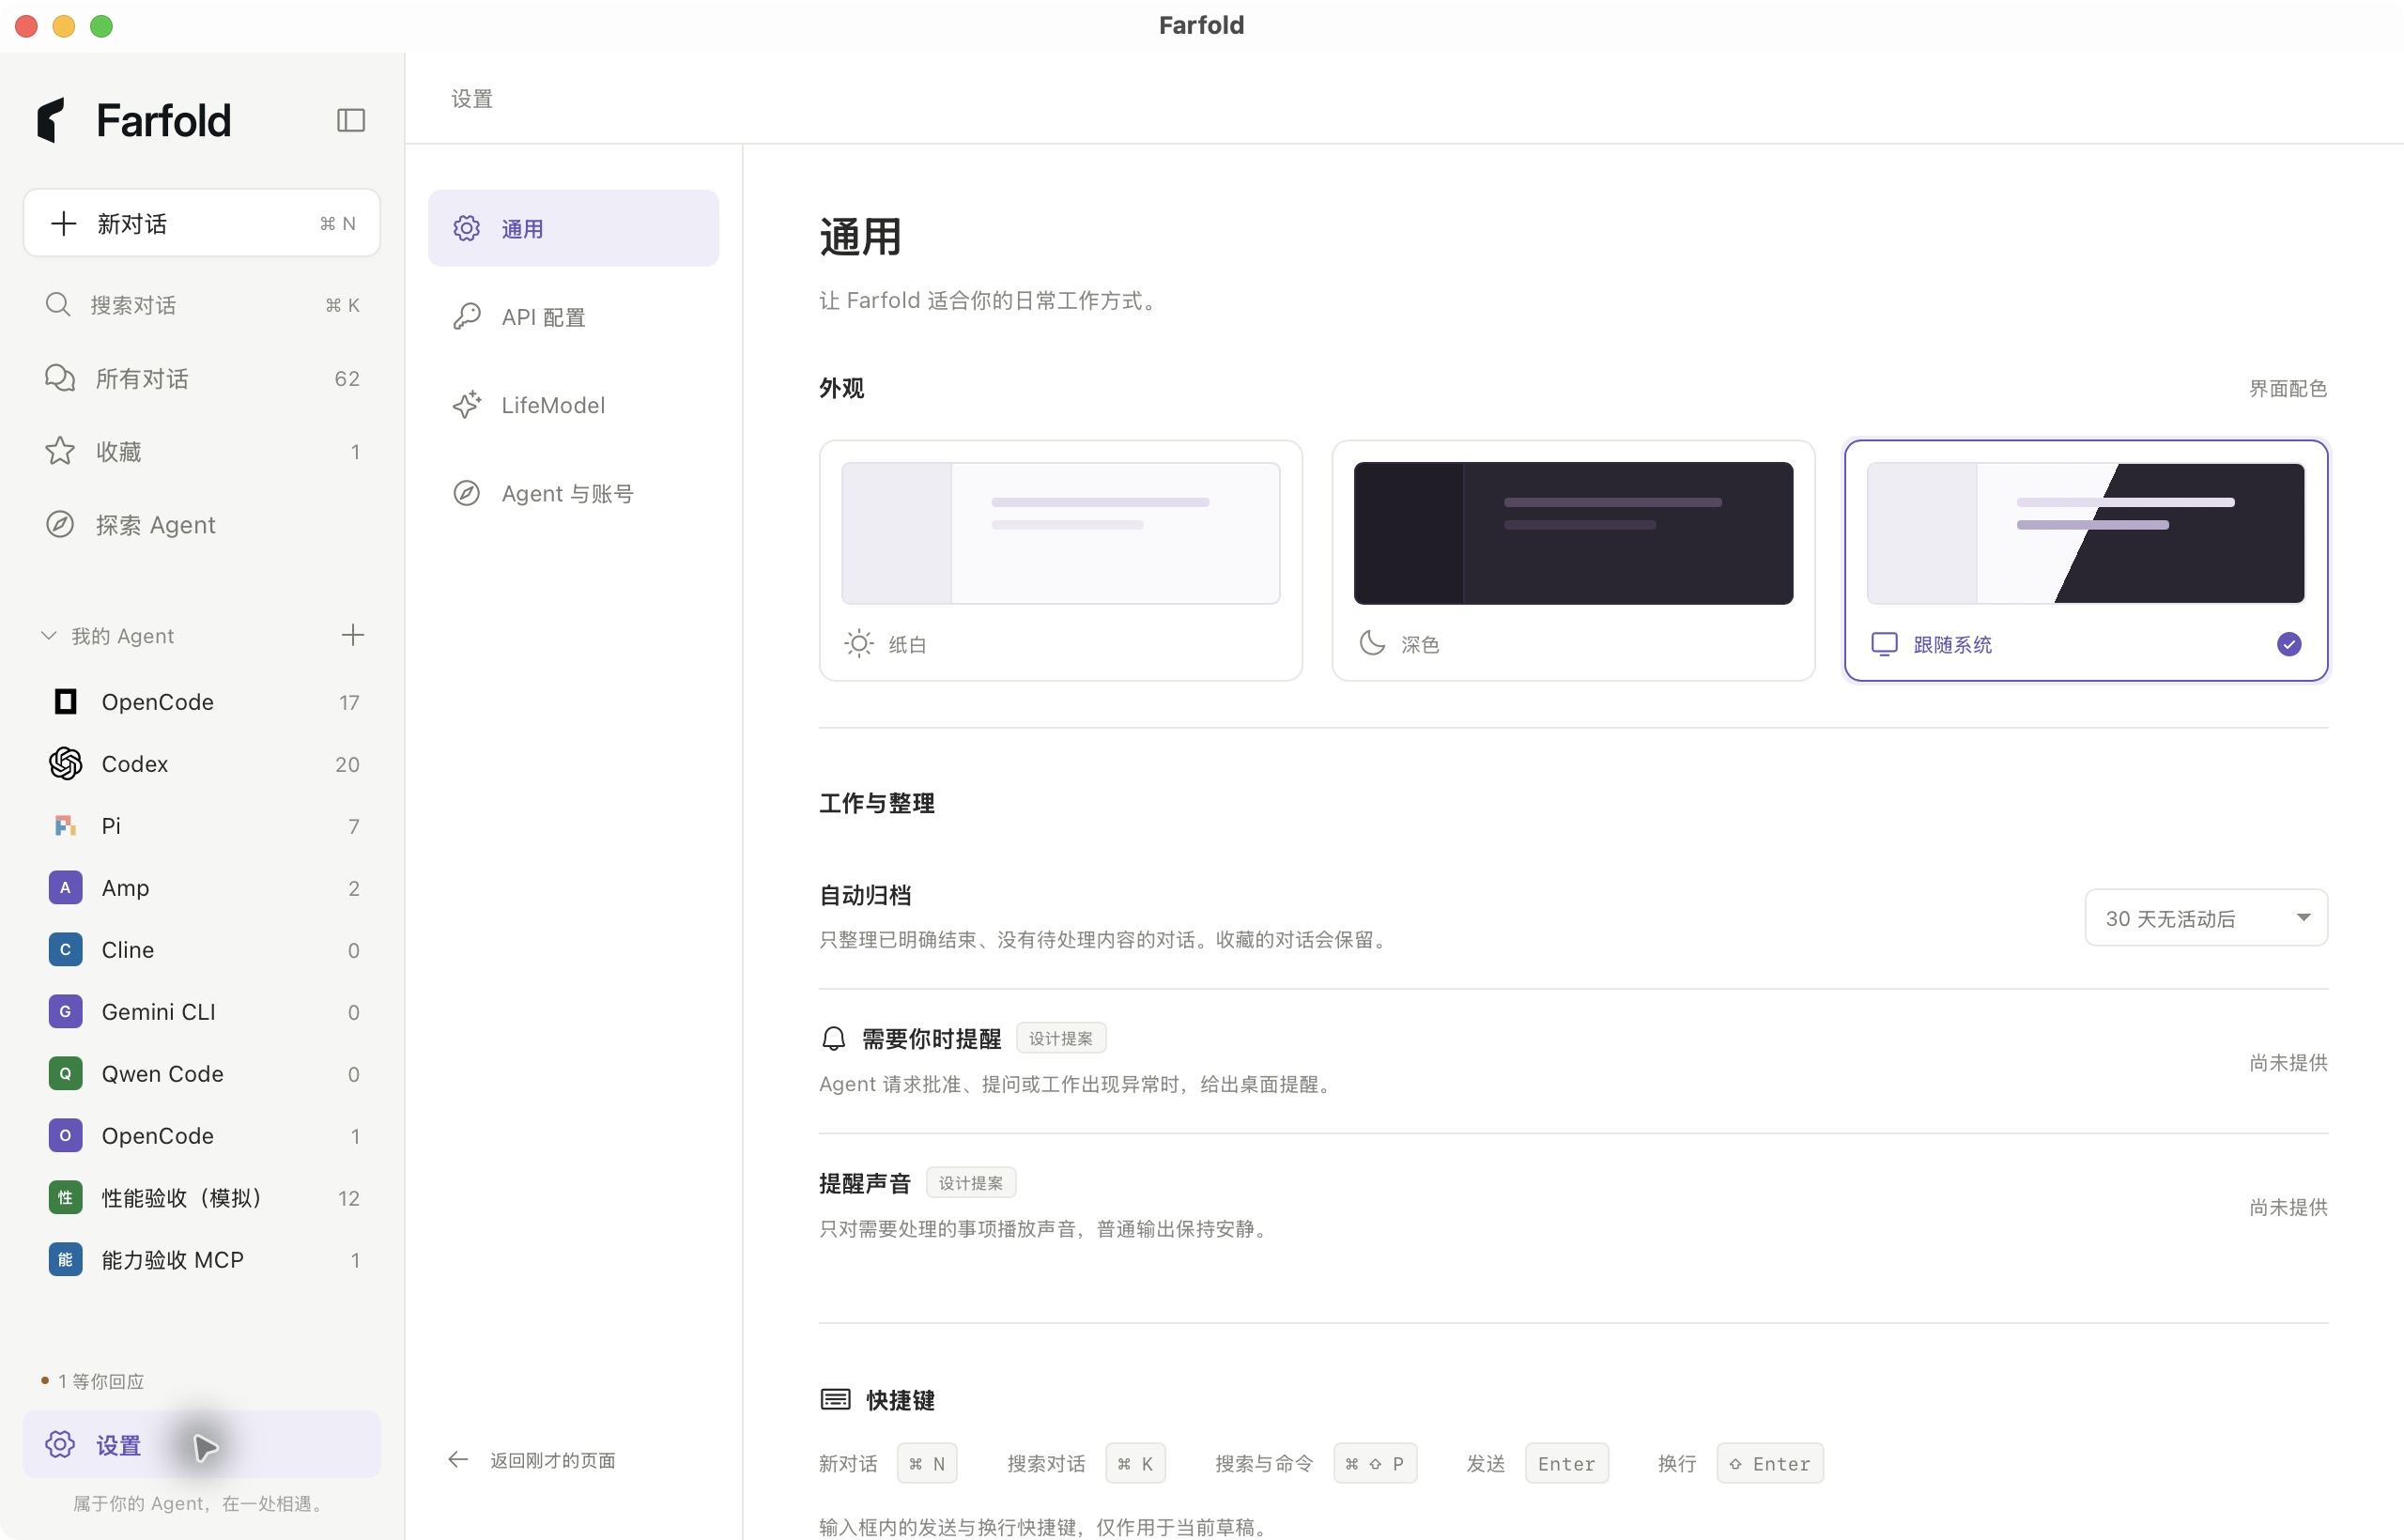 Farfold
Farfold
新对话 ⌘ N
搜索对话 ⌘ K
所有对话 62
收藏 1
探索 Agent
我的 Agent
OpenCode 17
Codex 20
Pi 7
A Amp 2
C Cline 0
G Gemini CLI 0
Q Qwen Code 0
O OpenCode 1
性 性能验收（模拟） 12
能 能力验收 MCP 1
1 等你回应
设置
属于你的 Agent，在一处相遇。
设置
通用
API 配置
LifeModel
Agent 与账号
返回刚才的页面
通用
让 Farfold 适合你的日常工作方式。
外观 界面配色
纸白 深色 跟随系统
工作与整理
自动归档
只整理已明确结束、没有待处理内容的对话。收藏的对话会保留。
30 天无活动后
需要你时提醒 设计提案
Agent 请求批准、提问或工作出现异常时，给出桌面提醒。
尚未提供
提醒声音 设计提案
只对需要处理的事项播放声音，普通输出保持安静。
尚未提供
快捷键
新对话 ⌘ N 搜索对话 ⌘ K 搜索与命令 ⌘ ⇧ P 发送 Enter 换行 ⇧ Enter
输入框内的发送与换行快捷键，仅作用于当前草稿。